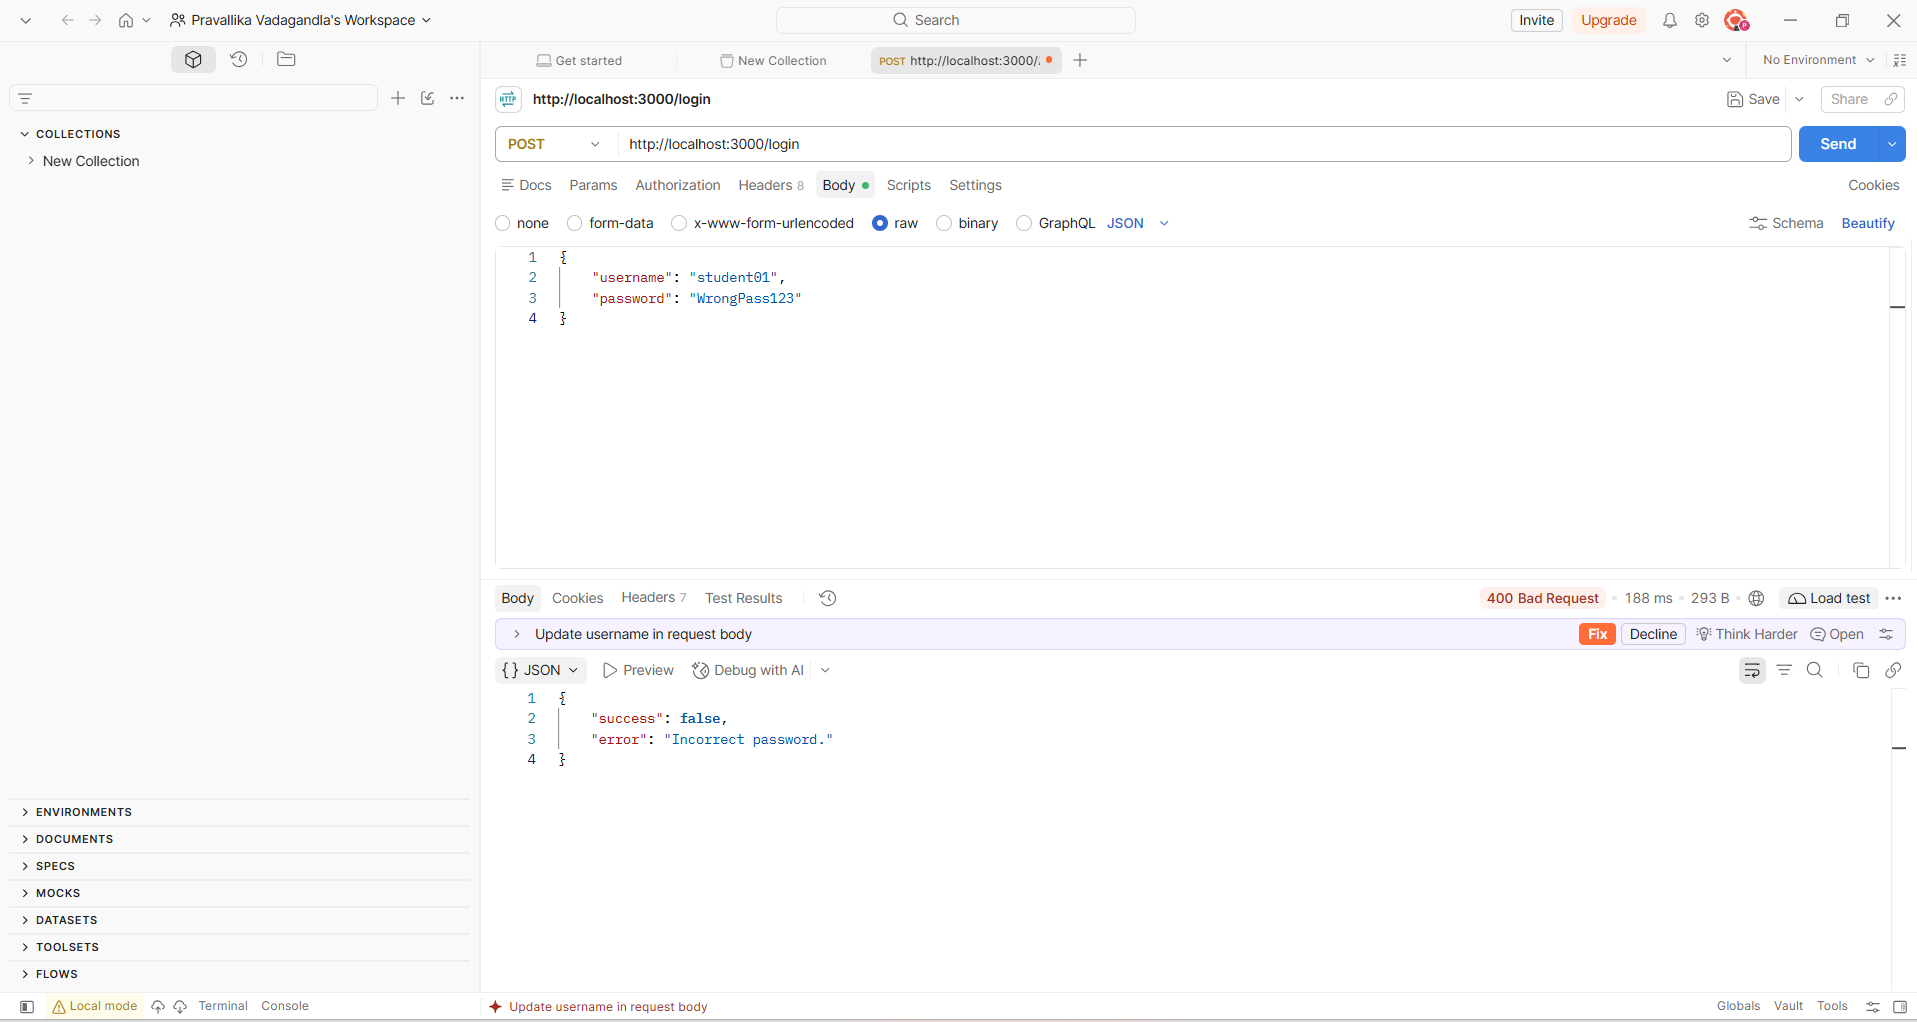 Pravallika Vadagandla's Workspace
Search
Invite
Upgrade
Get started
New Collection
POST http://localhost:3000/
No Environment
COLLECTIONS
New Collection
HTTP http://localhost:3000/login
Save
Share
POST
http://localhost:3000/login
Send
Docs
Params
Authorization
Headers 8
Body
Scripts
Settings
Cookies
none
form-data
x-www-form-urlencoded
raw
binary
GraphQL
JSON
Schema
Beautify
1 {
2 "username": "student01",
3 "password": "WrongPass123"
4 }
Body
Cookies
Headers 7
Test Results
400 Bad Request
188 ms
293 B
Load test
Update username in request body
Fix
Decline
Think Harder
Open
{} JSON
Preview
Debug with AI
1 {
2 "success": false,
3 "error": "Incorrect password."
4 }
ENVIRONMENTS
DOCUMENTS
SPECS
MOCKS
DATASETS
TOOLSETS
FLOWS
Local mode
Terminal
Console
Update username in request body
Globals
Vault
Tools